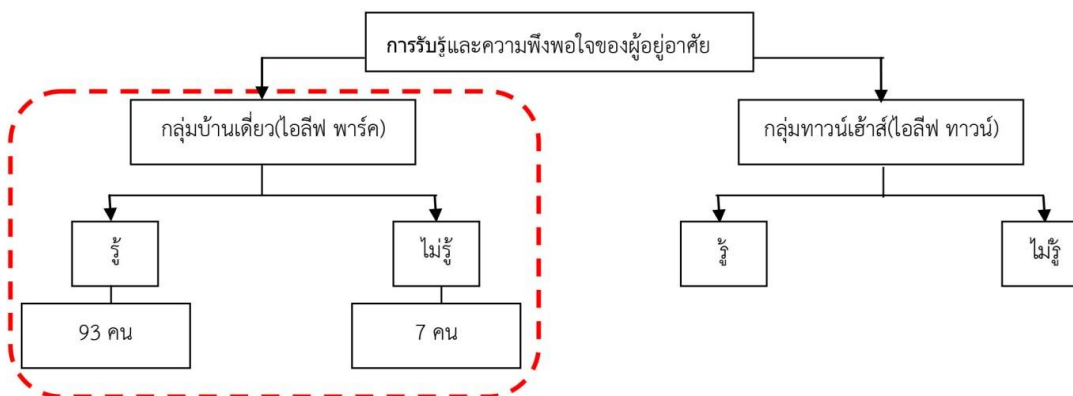 การรับรู้และความพึงพอใจของผู้อยู่อาศัย
กลุ่มบ้านเดี่ยว(ไอลีฟ พาร์ค)
กลุ่มทาวน์เฮ้าส์(ไอลีฟ ทาวน์)
รู้
ไม่รู้
รู้
ไม่รู้
93 คน
7 คน